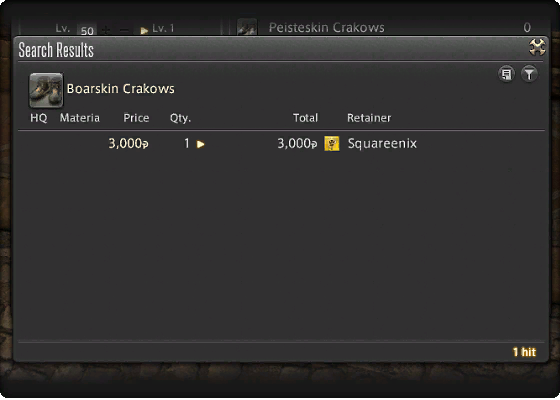 Lv. 50 Lv. 1 Peisteskin Crakows 0
Search Results
Boarskin Crakows
HQ Materia Price Qty. Total Retainer
3,000 1 3,000 Squareenix
1 hit